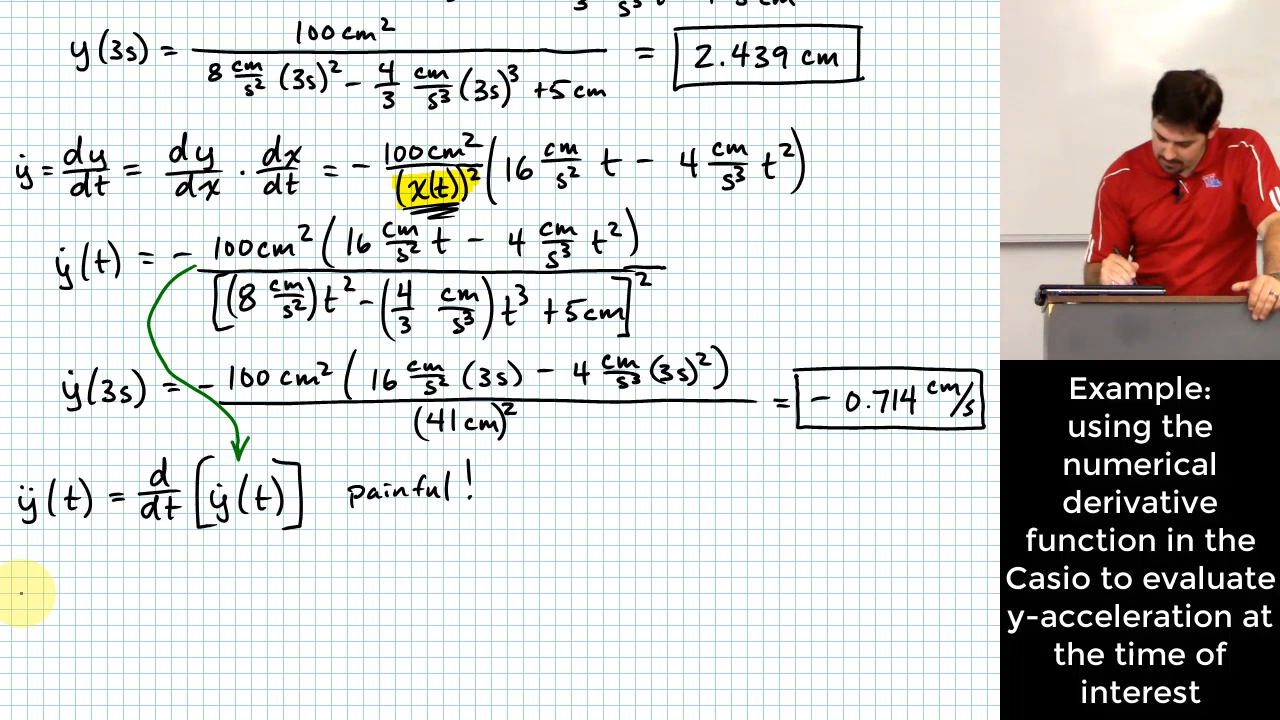 y(3s) = 100 cm² / (8 cm/s² (3s)² − 4/3 cm/s³ (3s)³ + 5 cm) = 2.439 cm
ẏ = dy/dt = dy/dx · dx/dt = − 100 cm² / (x(t))² (16 cm/s² t − 4 cm/s³ t²)
ẏ(t) = − 100 cm² (16 cm/s² t − 4 cm/s³ t²) / [(8 cm/s²) t² − (4/3 cm/s³) t³ + 5 cm]²
ẏ(3s) = − 100 cm² (16 cm/s² (3s) − 4 cm/s³ (3s)²) / (41 cm)² = − 0.714 cm/s
ÿ(t) = d/dt [ẏ(t)] painful!
Example:
using the
numerical
derivative
function in the
Casio to evaluate
y-acceleration at
the time of
interest